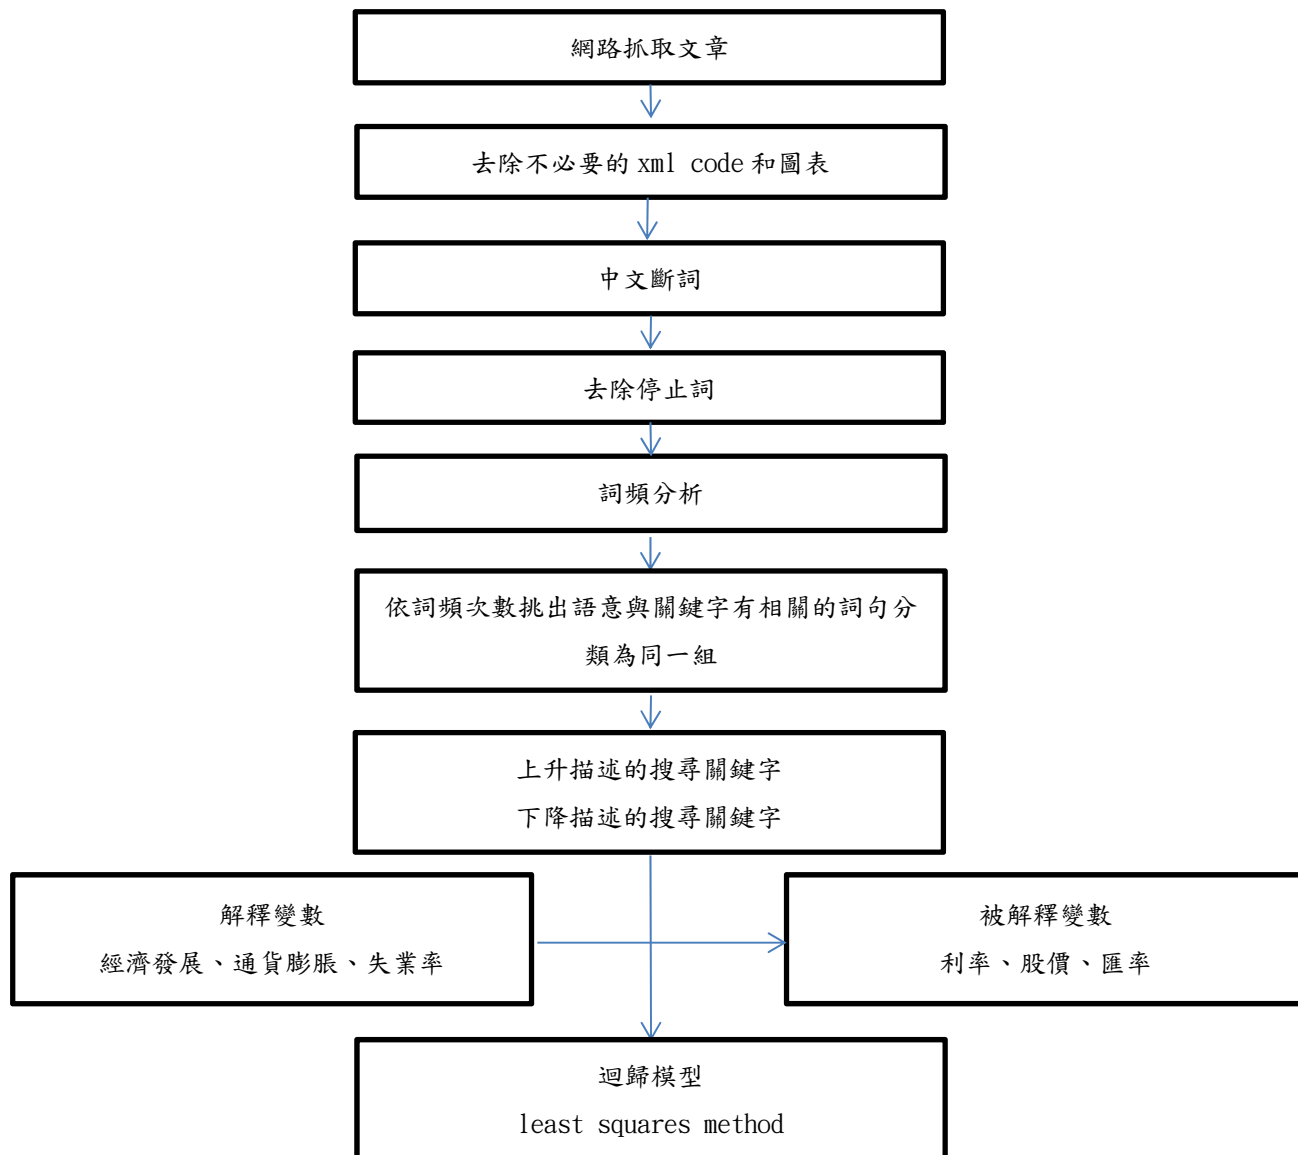 網路抓取文章
去除不必要的 xml code 和圖表
中文斷詞
去除停止詞
詞頻分析
依詞頻次數挑出語意與關鍵字有相關的詞句分
類為同一組
上升描述的搜尋關鍵字
下降描述的搜尋關鍵字
解釋變數
經濟發展、通貨膨脹、失業率
被解釋變數
利率、股價、匯率
迴歸模型
least squares method